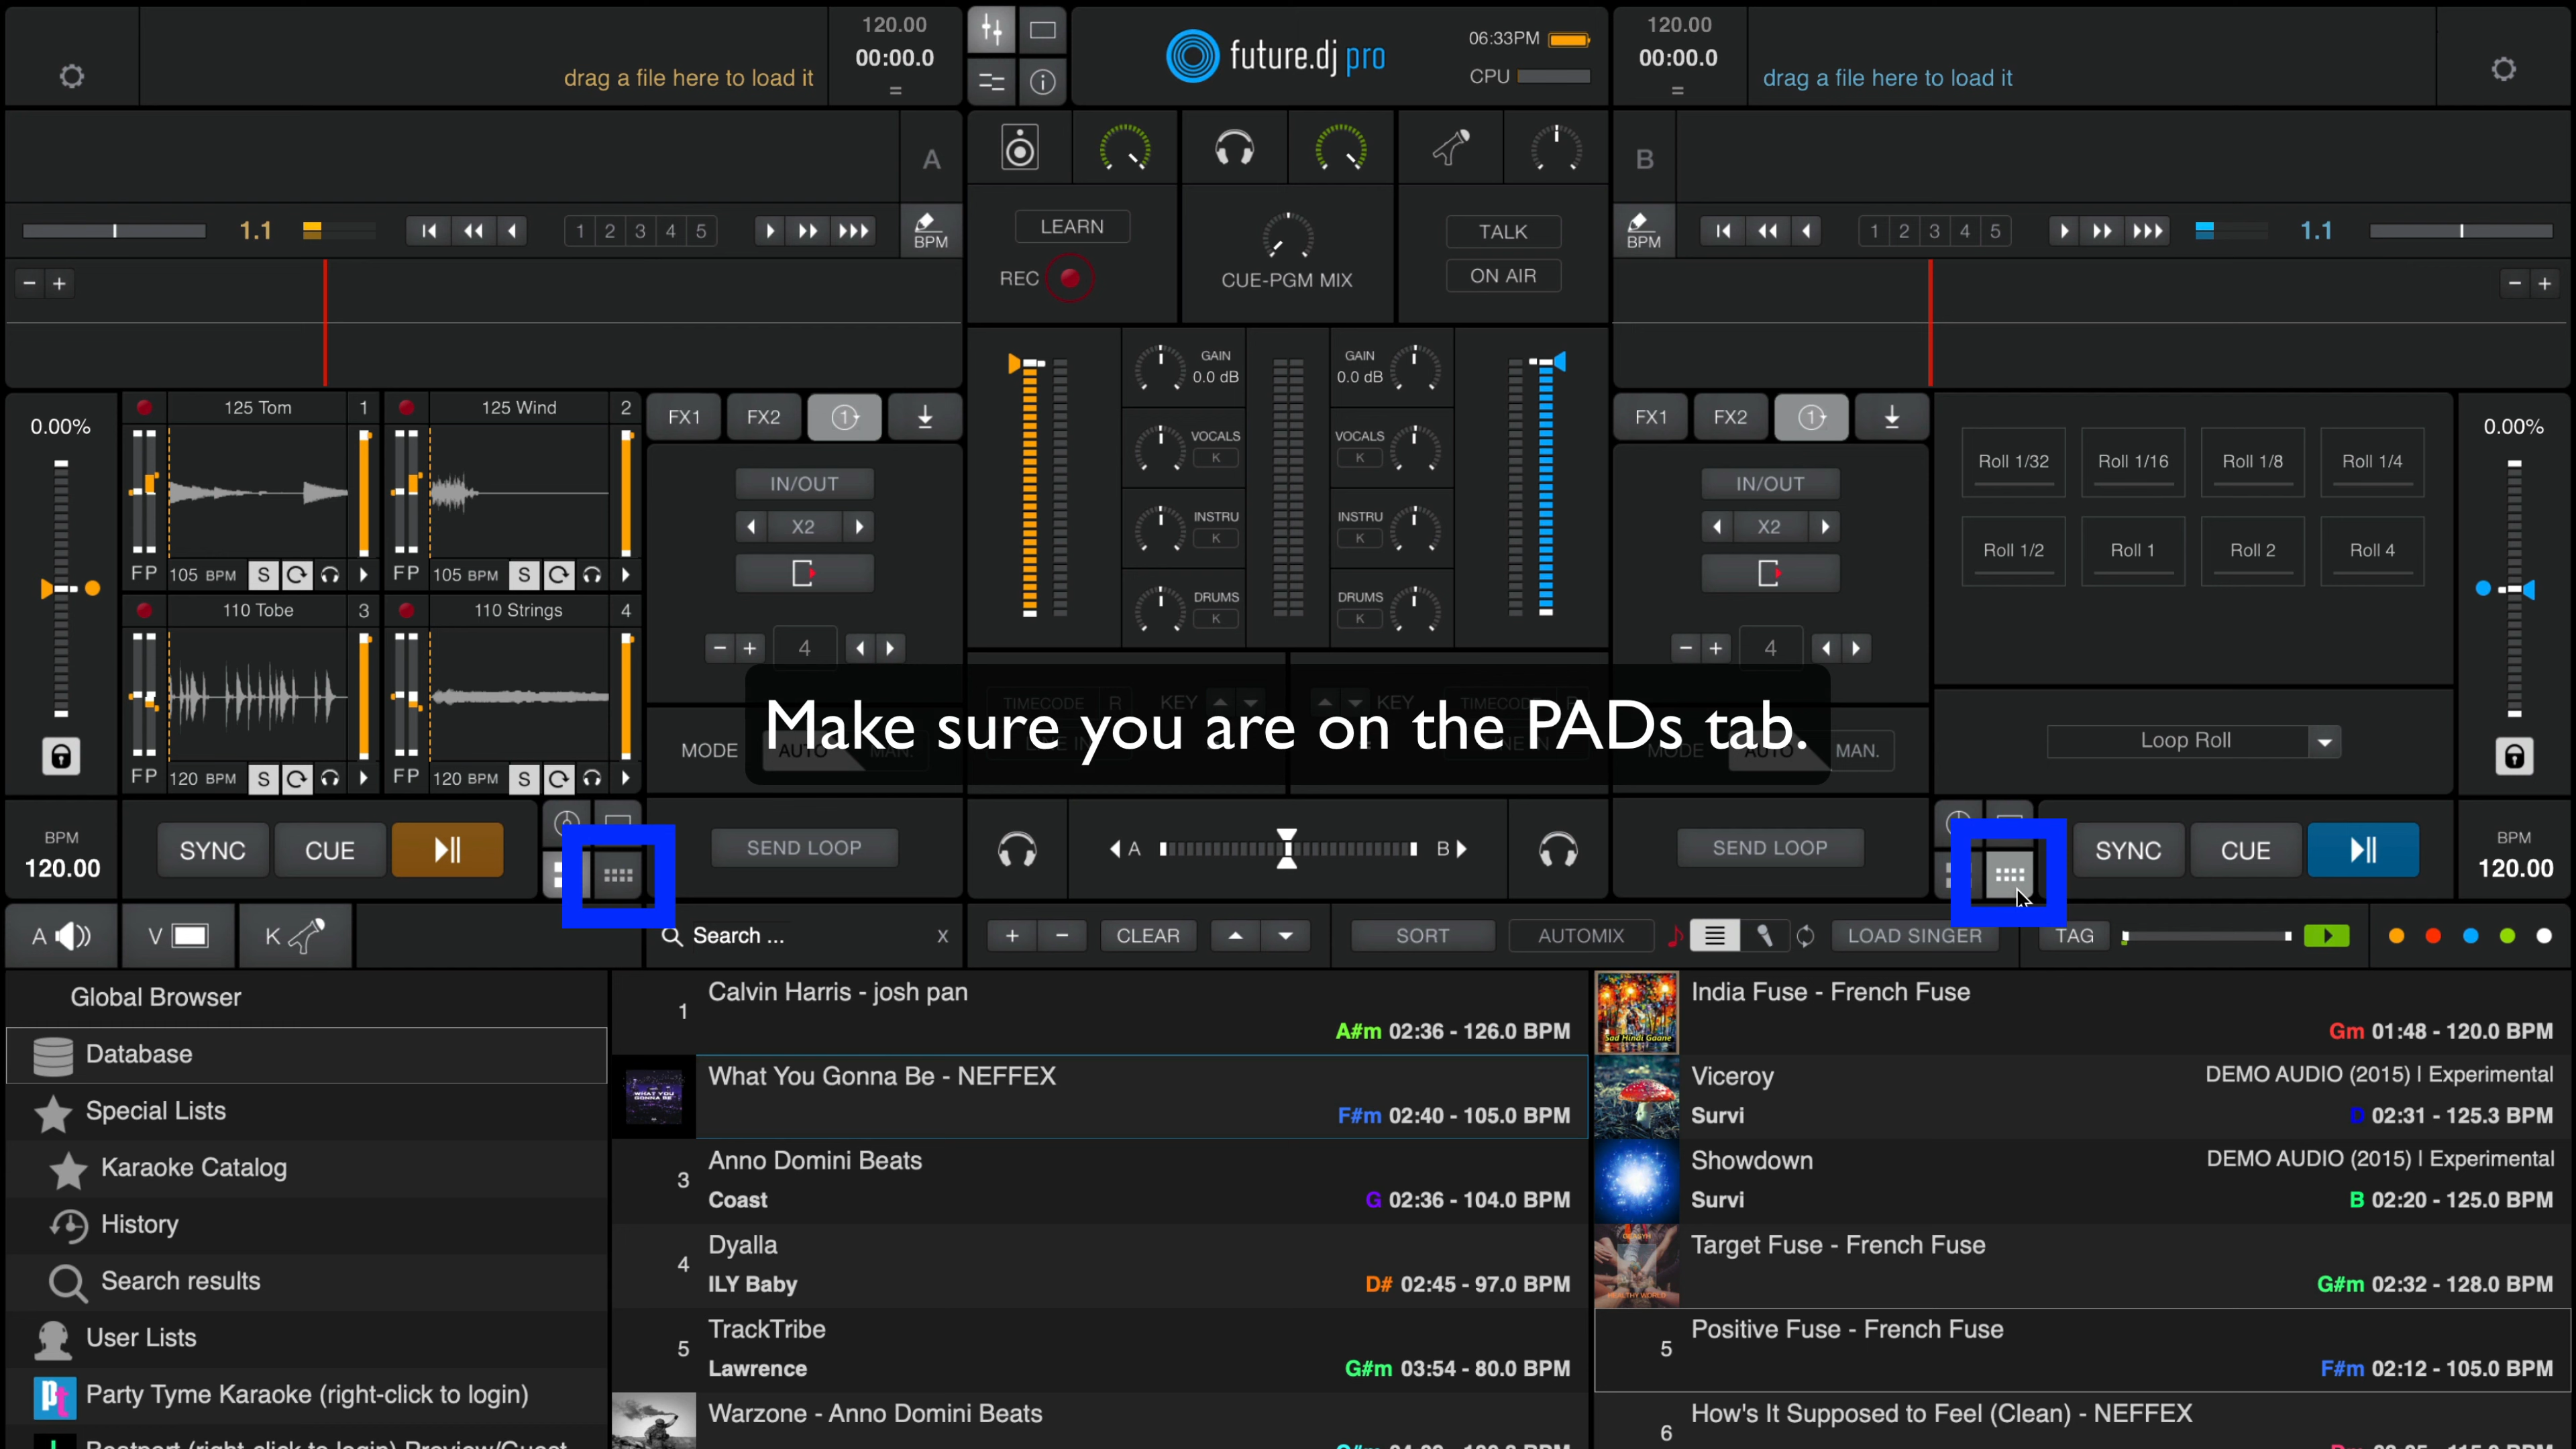 120.00
00:00.0
=
drag a file here to load it
future.dj pro
06:33PM
CPU
120.00
00:00.0
=
drag a file here to load it
A
B
1.1
1 2 3 4 5
BPM
LEARN
REC
CUE-PGM MIX
TALK
ON AIR
BPM
1 2 3 4 5
1.1
- +
- +
0.00%
125 Tom 1
125 Wind 2
FP 105 BPM S
FP 105 BPM S
110 Tobe 3
110 Strings 4
FP 120 BPM S
FP 120 BPM S
FX1 FX2 1
IN/OUT
X2
- + 4
MODE AUTO MAN.
GAIN
0.0 dB
VOCALS
K
INSTRU
K
DRUMS
K
GAIN
0.0 dB
VOCALS
K
INSTRU
K
DRUMS
K
TIMECODE R KEY
KEY
FX1 FX2 1
IN/OUT
X2
- + 4
MODE AUTO MAN.
Roll 1/32 Roll 1/16 Roll 1/8 Roll 1/4
Roll 1/2 Roll 1 Roll 2 Roll 4
Loop Roll
0.00%
Make sure you are on the PADs tab.
BPM
120.00
SYNC CUE
SEND LOOP
A B
SEND LOOP
SYNC CUE
BPM
120.00
A V K
Search ... X
+ - CLEAR
SORT AUTOMIX
LOAD SINGER TAG
Global Browser
Database
Special Lists
Karaoke Catalog
History
Search results
User Lists
Party Tyme Karaoke (right-click to login)
1 Calvin Harris - josh pan
A#m 02:36 - 126.0 BPM
What You Gonna Be - NEFFEX
F#m 02:40 - 105.0 BPM
3 Anno Domini Beats
Coast G 02:36 - 104.0 BPM
4 Dyalla
ILY Baby D# 02:45 - 97.0 BPM
5 TrackTribe
Lawrence G#m 03:54 - 80.0 BPM
Warzone - Anno Domini Beats
India Fuse - French Fuse
Gm 01:48 - 120.0 BPM
Viceroy DEMO AUDIO (2015) | Experimental
Survi D 02:31 - 125.3 BPM
Showdown DEMO AUDIO (2015) | Experimental
Survi B 02:20 - 125.0 BPM
Target Fuse - French Fuse
G#m 02:32 - 128.0 BPM
5 Positive Fuse - French Fuse
F#m 02:12 - 105.0 BPM
6 How's It Supposed to Feel (Clean) - NEFFEX